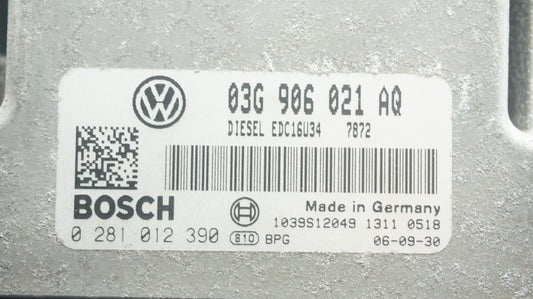 03G 906 021 AQ
DIESEL EDC16U34 7872
BOSCH
Made in Germany
1039S12049 1311 0518
0 281 012 390 810 BPG 06-09-30